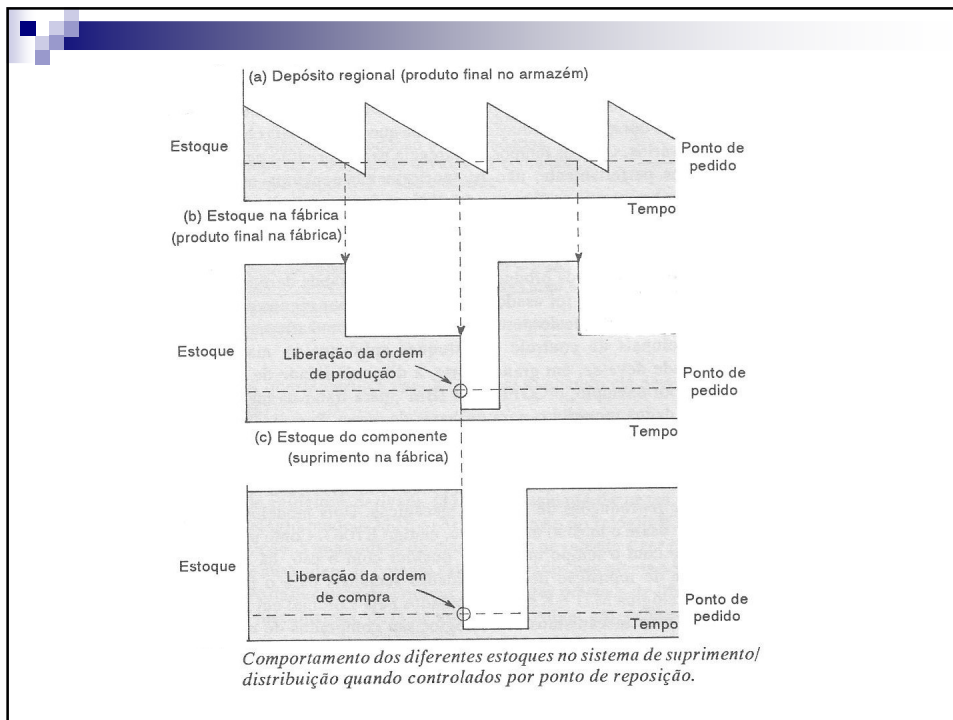 (a) Depósito regional (produto final no armazém)
Estoque
Ponto de
pedido
Tempo
(b) Estoque na fábrica
(produto final na fábrica)
Estoque
Liberação da ordem
de produção
Ponto de
pedido
Tempo
(c) Estoque do componente
(suprimento na fábrica)
Estoque
Liberação da ordem
de compra
Ponto de
pedido
Tempo
Comportamento dos diferentes estoques no sistema de suprimento/
distribuição quando controlados por ponto de reposição.